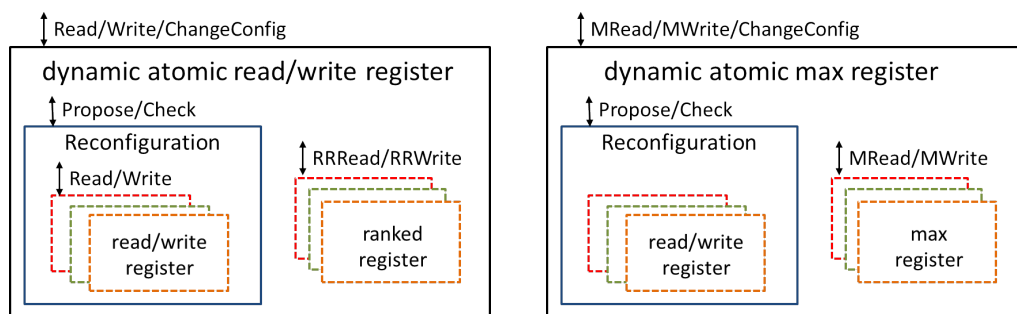 Read/Write/ChangeConfig
dynamic atomic read/write register
Propose/Check
Reconfiguration
Read/Write
read/write
register
RRRead/RRWrite
ranked
register
MRead/MWrite/ChangeConfig
dynamic atomic max register
Propose/Check
Reconfiguration
read/write
register
MRead/MWrite
max
register